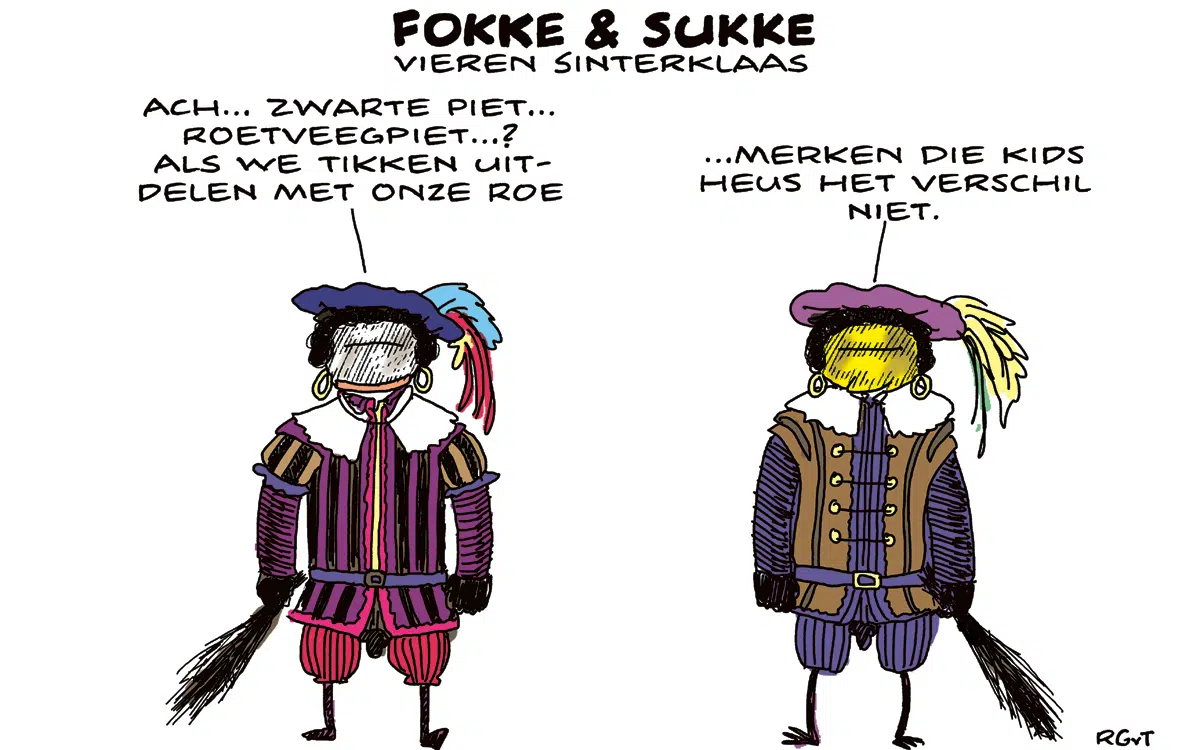 FOKKE & SUKKE
VIEREN SINTERKLAAS
ACH... ZWARTE PIET...
ROETVEEGPIET...?
ALS WE TIKKEN UIT-
DELEN MET ONZE ROE
...MERKEN DIE KIDS
HEUS HET VERSCHIL
NIET.
RGvT